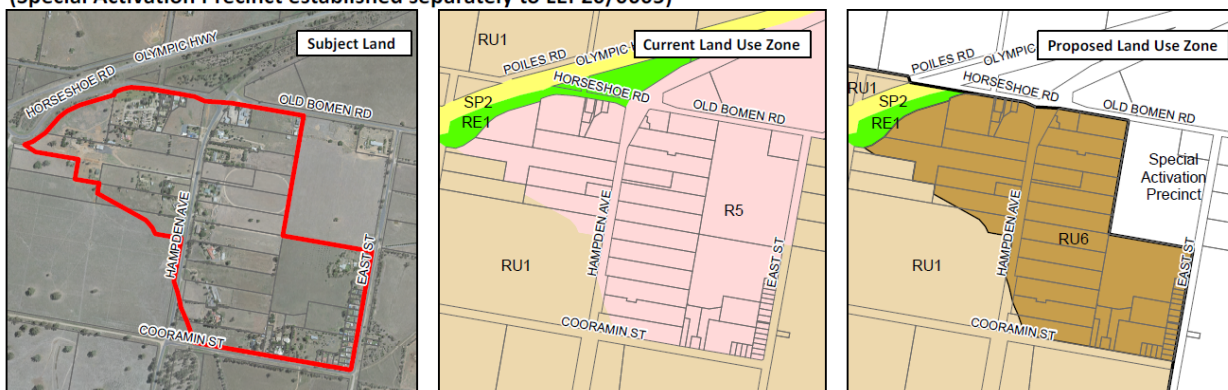 (Special Activation Precinct established separately to LEP20/0003)
Subject Land
OLYMPIC HWY
HORSESHOE RD
OLD BOMEN RD
HAMPDEN AVE
EAST ST
COORAMIN ST
Current Land Use Zone
RU1
POILES RD
OLYMPIC H
SP2
HORSESHOE RD
RE1
OLD BOMEN RD
R5
HAMPDEN AVE
RU1
EAST ST
COORAMIN ST
Proposed Land Use Zone
POILES RD
OLYMPIC
RU1
HORSESHOE RD
SP2
OLD BOMEN RD
RE1
Special
Activation
Precinct
RU6
HAMPDEN AVE
RU1
EAST ST
COORAMIN ST